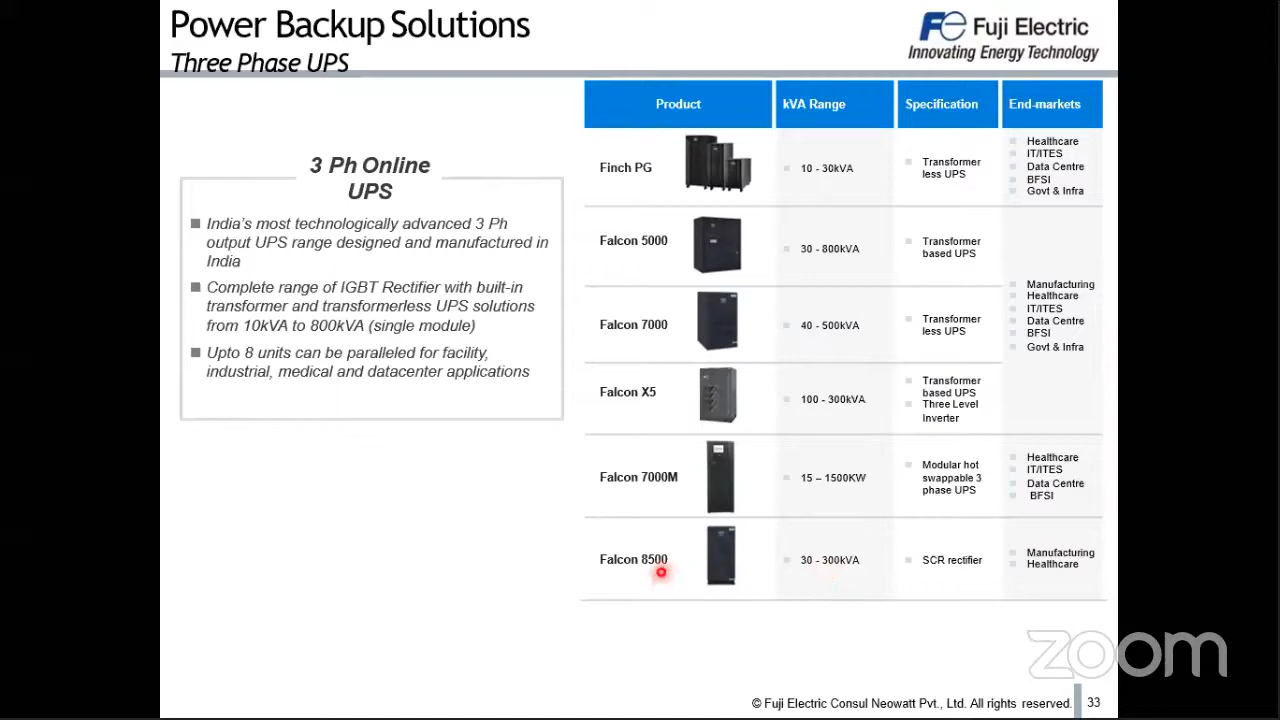 Power Backup Solutions
Three Phase UPS
Fuji Electric
Innovating Energy Technology
3 Ph Online
UPS
India's most technologically advanced 3 Ph
output UPS range designed and manufactured in
India
Complete range of IGBT Rectifier with built-in
transformer and transformerless UPS solutions
from 10kVA to 800kVA (single module)
Upto 8 units can be paralleled for facility,
industrial, medical and datacenter applications
Product kVA Range Specification End-markets
Finch PG
10 - 30kVA
Transformer
less UPS
Healthcare
IT/ITES
Data Centre
BFSI
Govt & Infra
Falcon 5000
30 - 800kVA
Transformer
based UPS
Falcon 7000
40 - 500kVA
Transformer
less UPS
Manufacturing
Healthcare
IT/ITES
Data Centre
BFSI
Govt & Infra
Falcon X5
100 - 300kVA
Transformer
based UPS
Three Level
Inverter
Falcon 7000M
15 – 1500KW
Modular hot
swappable 3
phase UPS
Healthcare
IT/ITES
Data Centre
BFSI
Falcon 8500
30 - 300kVA
SCR rectifier
Manufacturing
Healthcare
zoom
© Fuji Electric Consul Neowatt Pvt., Ltd. All rights reserved. 33